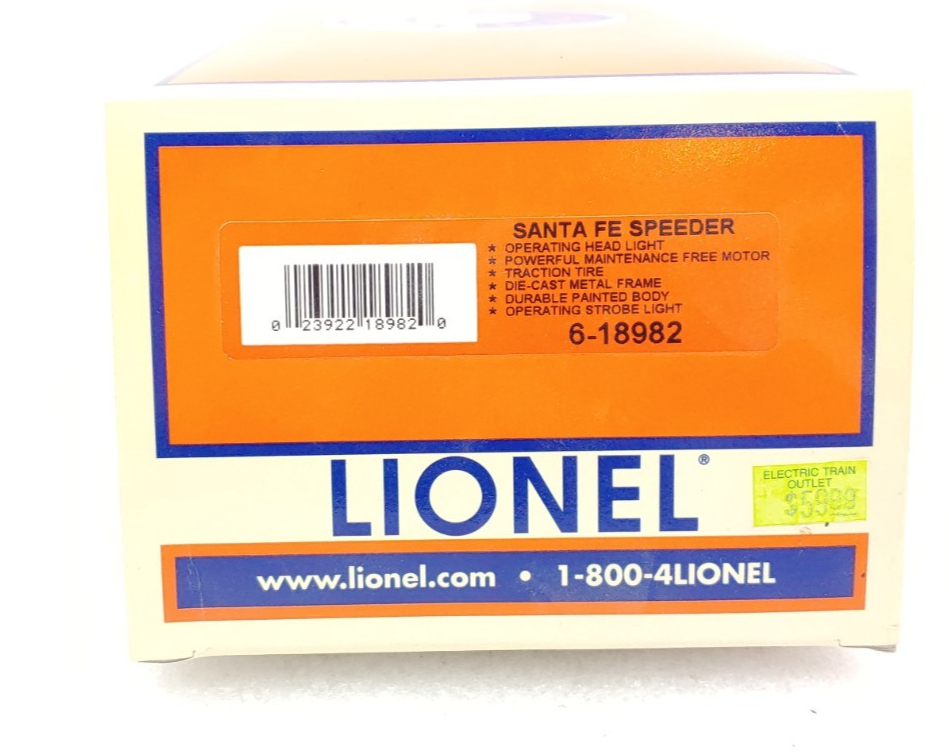 SANTA FE SPEEDER
* OPERATING HEAD LIGHT
* POWERFUL MAINTENANCE FREE MOTOR
* TRACTION TIRE
* DIE-CAST METAL FRAME
* DURABLE PAINTED BODY
* OPERATING STROBE LIGHT
6-18982
0 23922 18982 0
LIONEL®
ELECTRIC TRAIN
OUTLET
$59.99
www.lionel.com • 1-800-4LIONEL